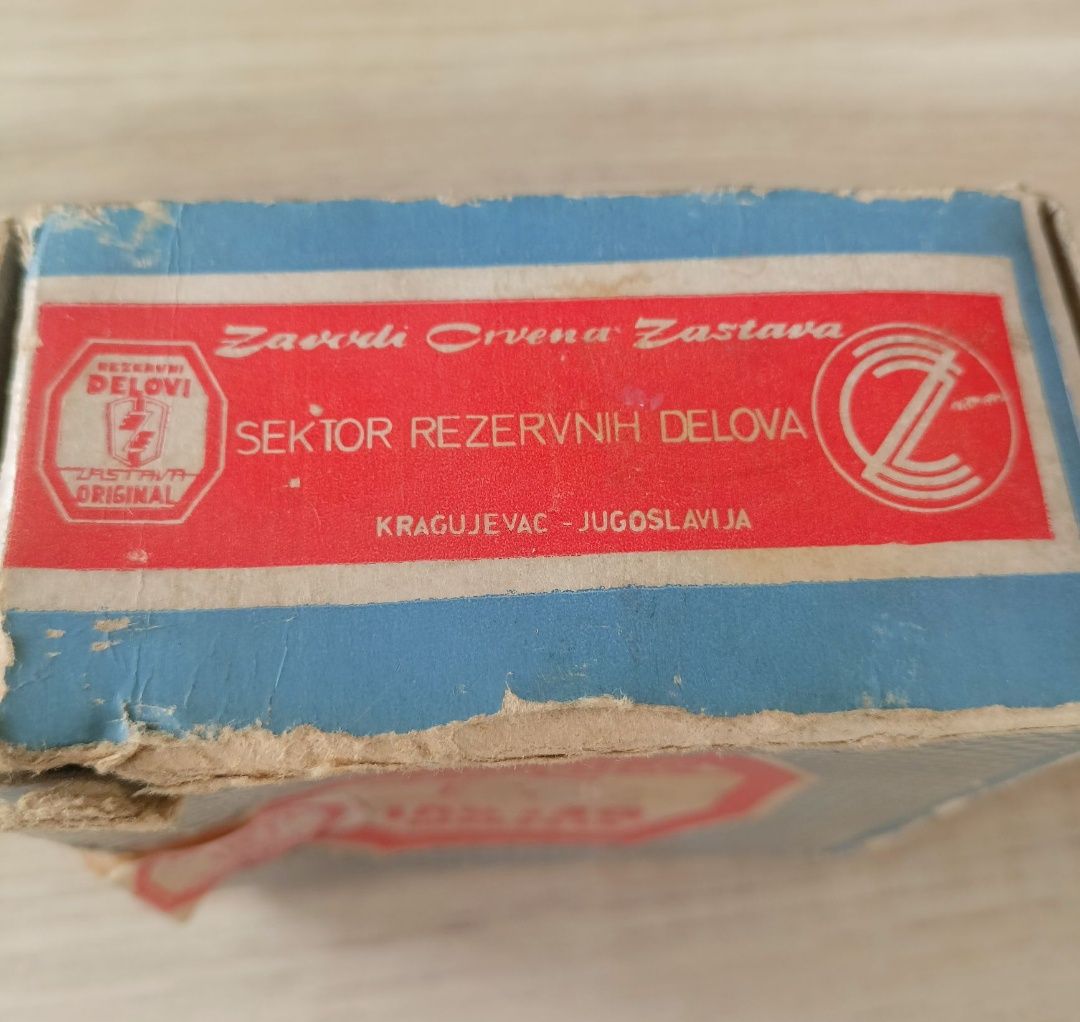 Zavodi Crvena Zastava
REZERVNI
DELOVI
ZASTAVA
ORIGINAL
SEKTOR REZERVNIH DELOVA
KRAGUJEVAC - JUGOSLAVIJA